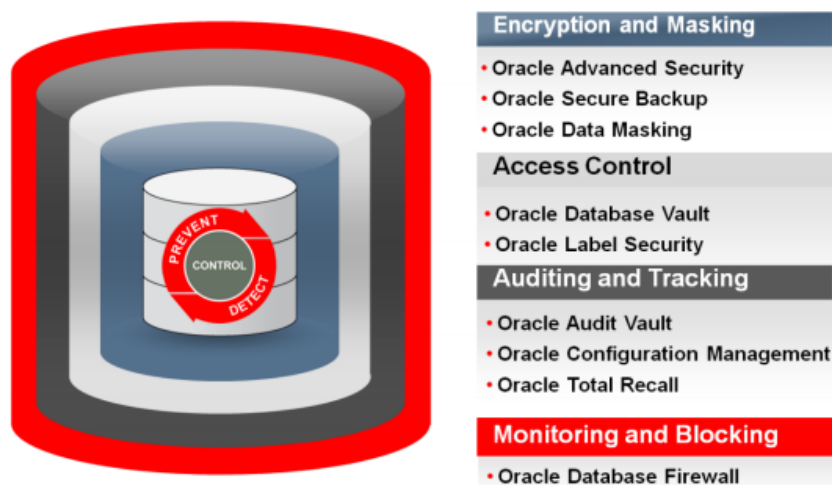 PREVENT
CONTROL
DETECT
Encryption and Masking
• Oracle Advanced Security
• Oracle Secure Backup
• Oracle Data Masking
Access Control
• Oracle Database Vault
• Oracle Label Security
Auditing and Tracking
• Oracle Audit Vault
• Oracle Configuration Management
• Oracle Total Recall
Monitoring and Blocking
• Oracle Database Firewall